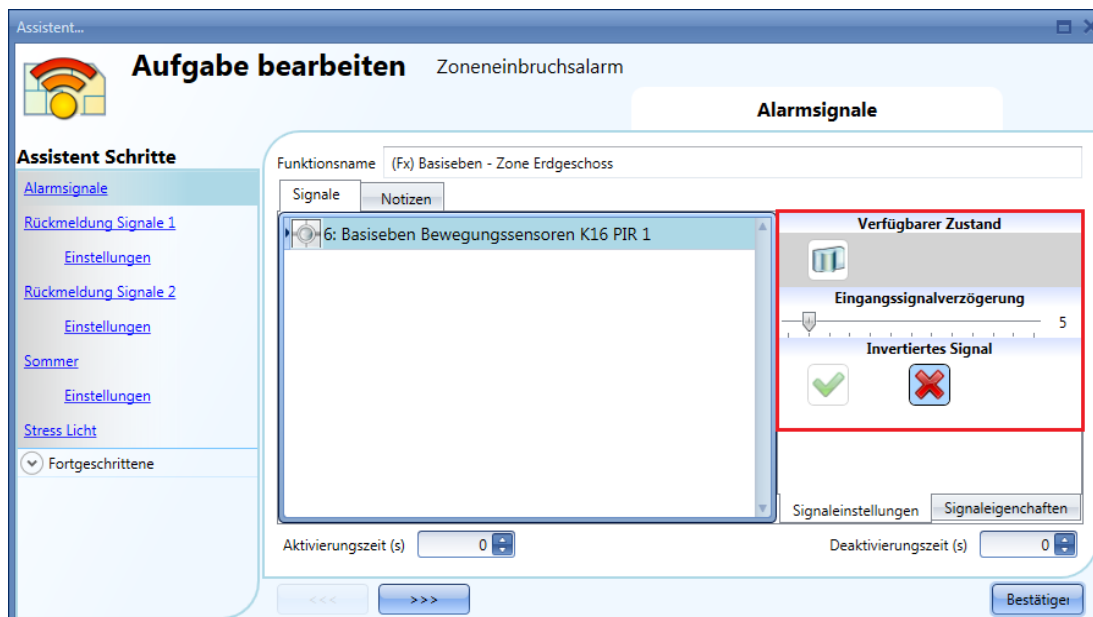 Assistent...
Aufgabe bearbeiten Zoneneinbruchsalarm
Alarmsignale
Assistent Schritte
Alarmsignale
Rückmeldung Signale 1
Einstellungen
Rückmeldung Signale 2
Einstellungen
Sommer
Einstellungen
Stress Licht
Fortgeschrittene
Funktionsname (Fx) Basiseben - Zone Erdgeschoss
Signale Notizen
6: Basiseben Bewegungssensoren K16 PIR 1
Verfügbarer Zustand
Eingangssignalverzögerung
5
Invertiertes Signal
Signaleinstellungen Signaleigenchaften
Aktivierungszeit (s) 0
Deaktivierungszeit (s) 0
<<< >>>
Bestätiger